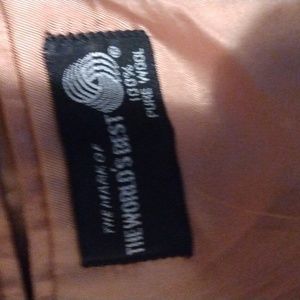 ®
100%
PURE WOOL
THE MARK OF
THE WORLD'S BEST